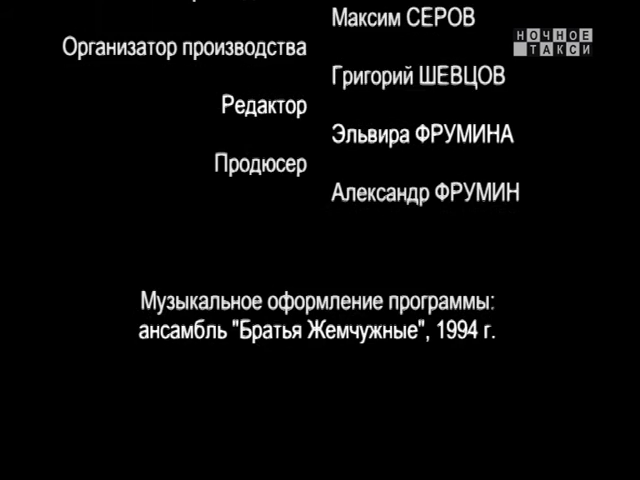 Максим СЕРОВ
НОЧНОЕ
ТАКСИ
Организатор производства
Григорий ШЕВЦОВ
Редактор
Эльвира ФРУМИНА
Продюсер
Александр ФРУМИН
Музыкальное оформление программы:
ансамбль "Братья Жемчужные", 1994 г.